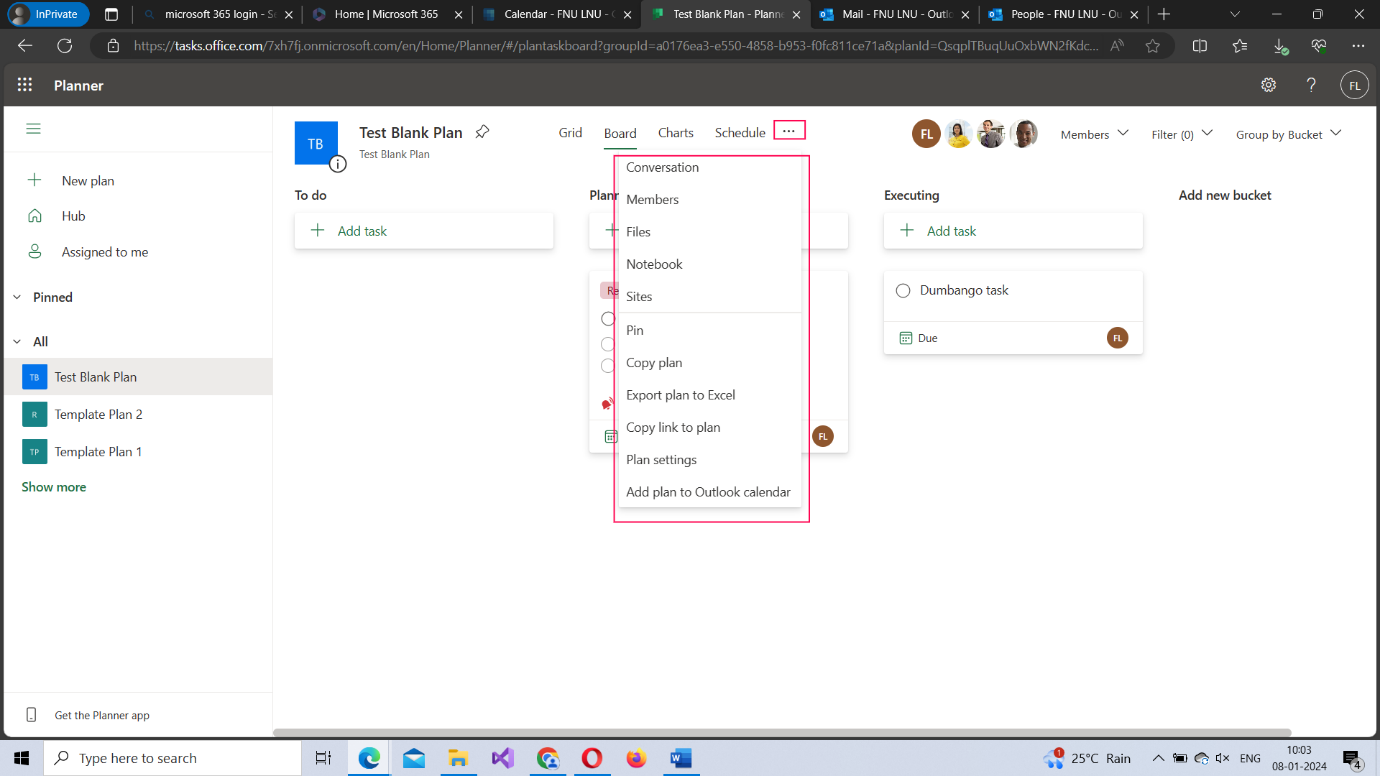 InPrivate
microsoft 365 login - Se
Home | Microsoft 365
Calendar - FNU LNU - O
Test Blank Plan - Planne
Mail - FNU LNU - Outlo
People - FNU LNU - Ou
https://tasks.office.com/7xh7fj.onmicrosoft.com/en/Home/Planner/#/plantaskboard?groupId=a0176ea3-e550-4858-b953-f0fc811ce71a&planId=QsqplTBuqUuOxbWN2fKdc...
Planner
FL
TB
Test Blank Plan
Test Blank Plan
Grid
Board
Charts
Schedule
...
FL
Members
Filter (0)
Group by Bucket
New plan
Hub
Assigned to me
Pinned
All
TB Test Blank Plan
R Template Plan 2
TP Template Plan 1
Show more
Get the Planner app
To do
Add task
Plann
Re
FL
Conversation
Members
Files
Notebook
Sites
Pin
Copy plan
Export plan to Excel
Copy link to plan
Plan settings
Add plan to Outlook calendar
Executing
Add task
Dumbango task
Due
FL
Add new bucket
Type here to search
1
25°C Rain
ENG
10:03
08-01-2024
4